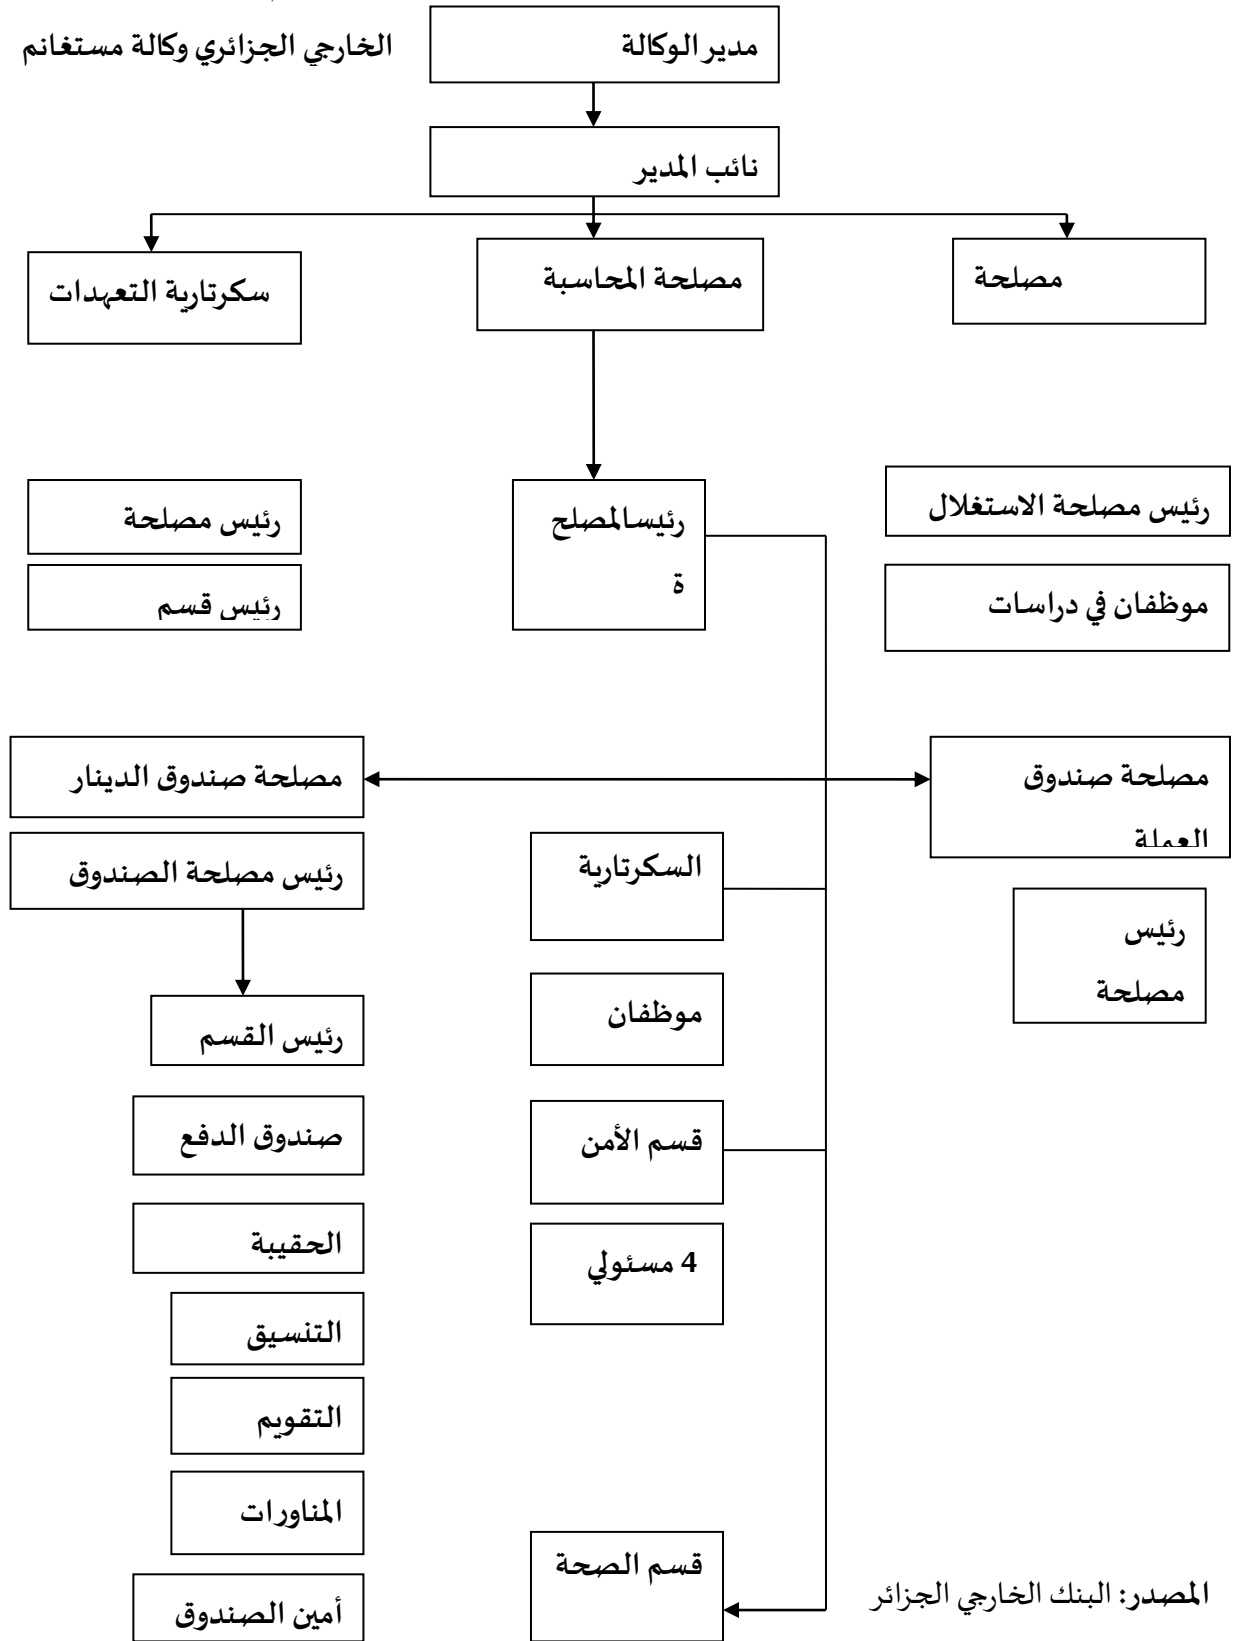 الخارجي الجزائري وكالة مستغانم
مدير الوكالة
نائب المدير
مصلحة
مصلحة المحاسبة
سكرتارية التعهدات
رئيس مصلحة الاستغلال
رئيسالمصلح
ة
رئيس مصلحة
موظفان في دراسات
رئيس قسم
مصلحة صندوق
العملة
مصلحة صندوق الدينار
السكرتارية
رئيس مصلحة الصندوق
رئيس
مصلحة
موظفان
رئيس القسم
قسم الأمن
صندوق الدفع
4 مسئولي
الحقيبة
التنسيق
التقويم
المناورات
قسم الصحة
أمين الصندوق
المصدر: البنك الخارجي الجزائر